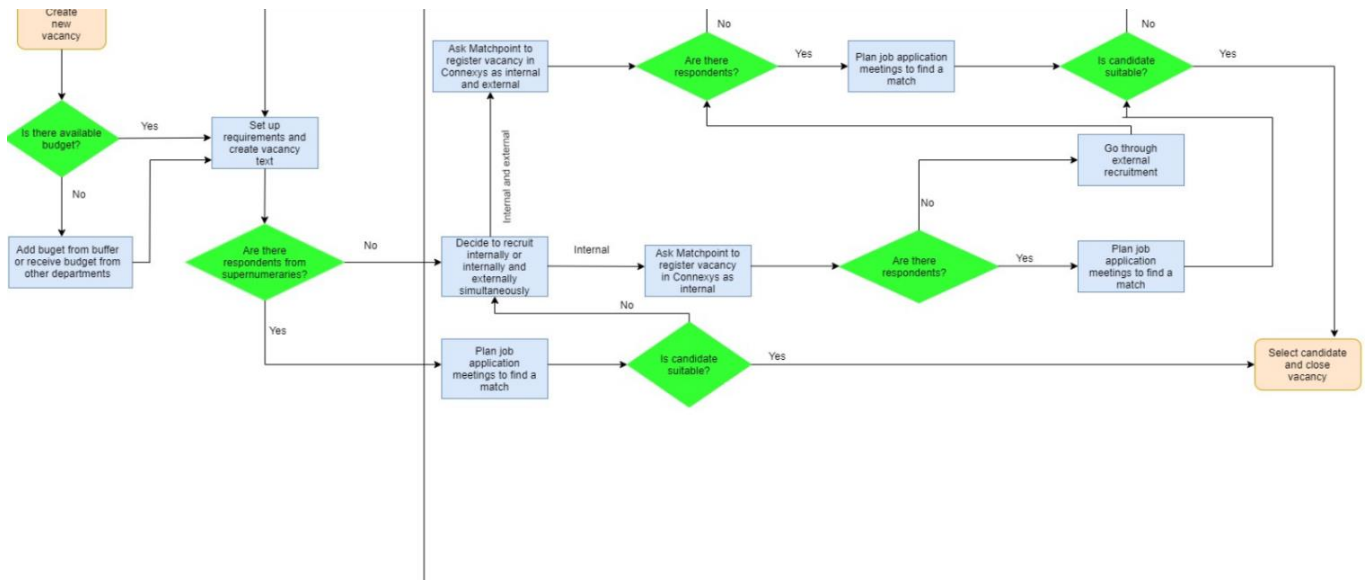 Create
new
vacancy
Is there available
budget?
Yes
No
Add buget from buffer
or receive budget from
other departments
Set up
requirements and
create vacancy
text
Are there
respondents from
supernumeraries?
No
Yes
Ask Matchpoint to
register vacancy in
Connexys as internal
and external
Internal and external
Decide to recruit
internally or
internally and
externally
simultaneously
Internal
Ask Matchpoint to
register vacancy
in Connexys as
internal
No
Plan job
application
meetings to find a
match
Is candidate
suitable?
Yes
No
Are there
respondents?
Yes
Plan job application
meetings to find a
match
No
Is candidate
suitable?
Yes
Go through
external
recruitment
No
Are there
respondents?
Yes
Plan job
application
meetings to find a
match
Select candidate
and close
vacancy